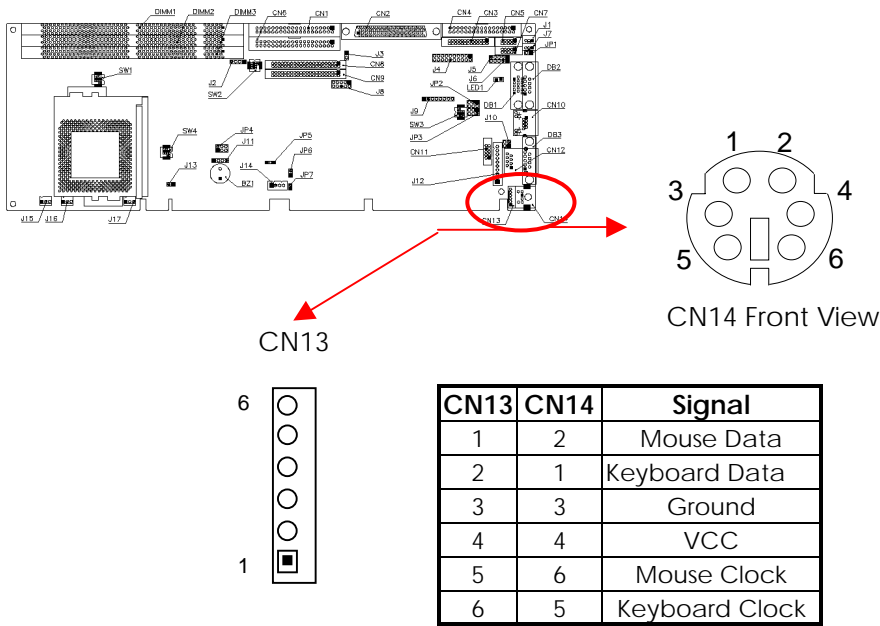 DIMM1 DIMM2 DIMM3 CN6 CN1 CN2 CN4 CN3 CN5 CN7
J1
J7
JP1
J3
CN8
CN9
J8
J2
SW2
SW1
J4
J5
J6
LED1
DB2
DB1
JP2
J9
SW3
JP3
J10
CN10
DB3
CN12
CN11
J12
SW4
JP4
J11
JP5
JP6
J13
BZ1
J14
JP7
J15 J16 J17
CN13
1 2
3 4
5 6
CN14 Front View
CN13
6
1
CN13 CN14 Signal
1 2 Mouse Data
2 1 Keyboard Data
3 3 Ground
4 4 VCC
5 6 Mouse Clock
6 5 Keyboard Clock